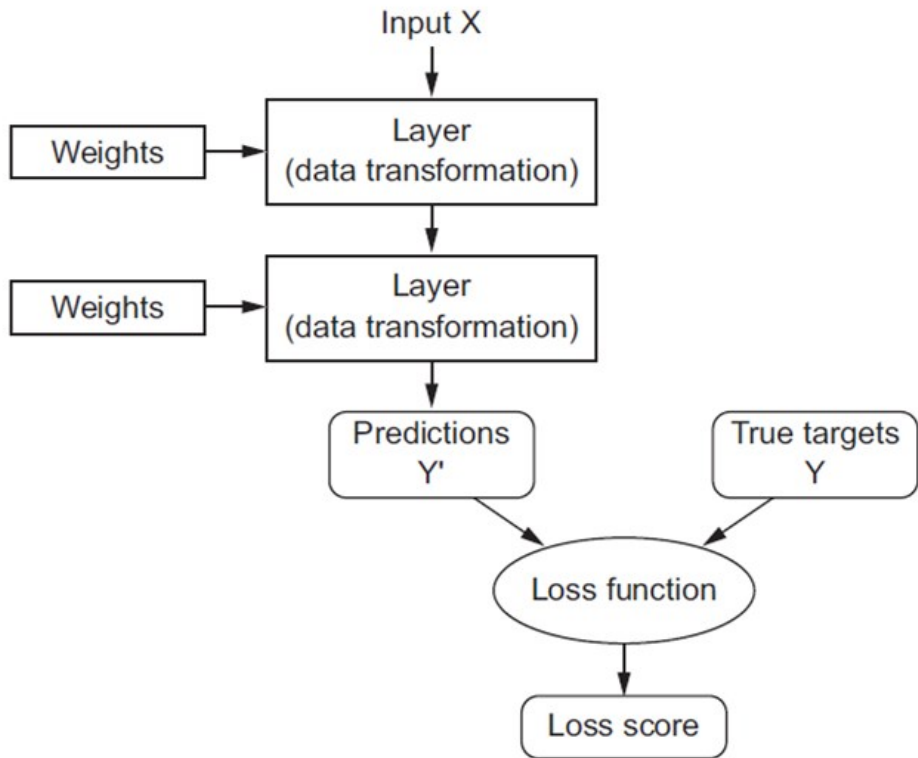 Input X
Weights
Layer
(data transformation)
Weights
Layer
(data transformation)
Predictions
Y'
True targets
Y
Loss function
Loss score